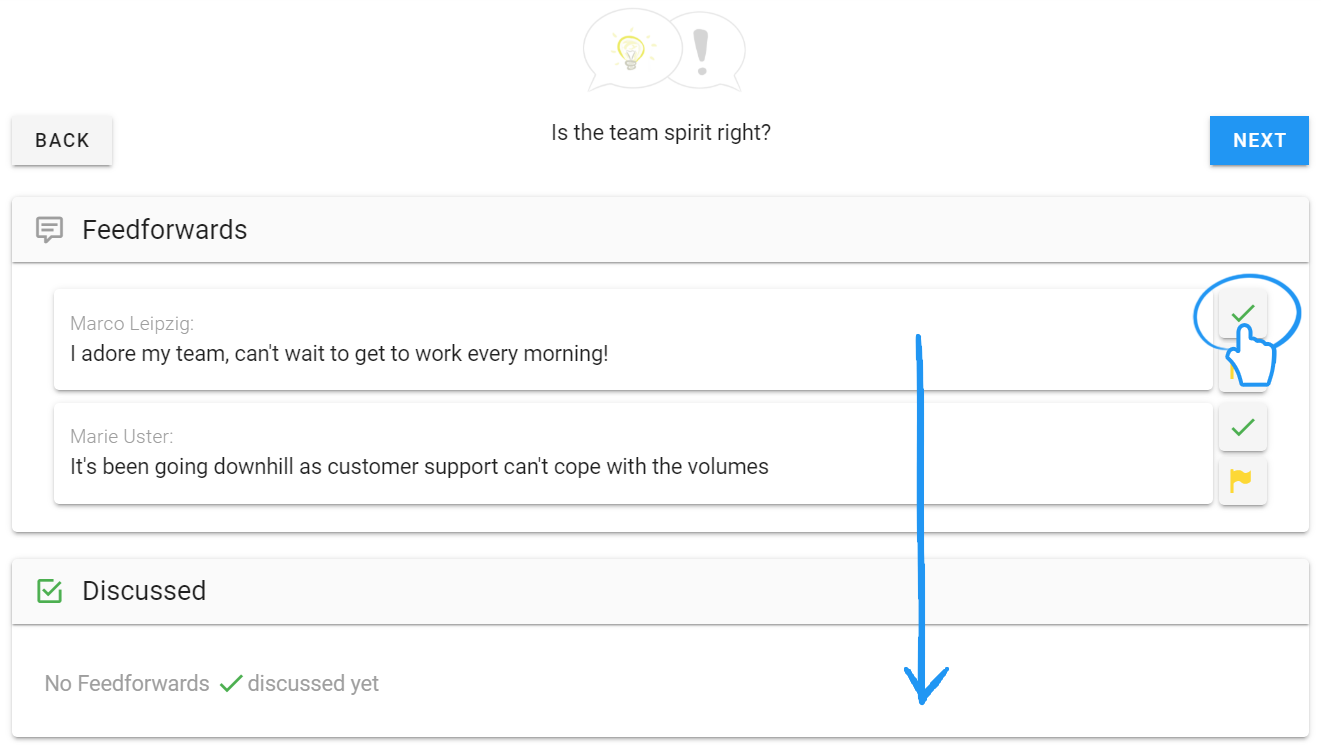 Is the team spirit right?
BACK
NEXT
Feedforwards
Marco Leipzig:
I adore my team, can't wait to get to work every morning!
Marie Uster:
It's been going downhill as customer support can't cope with the volumes
Discussed
No Feedforwards discussed yet